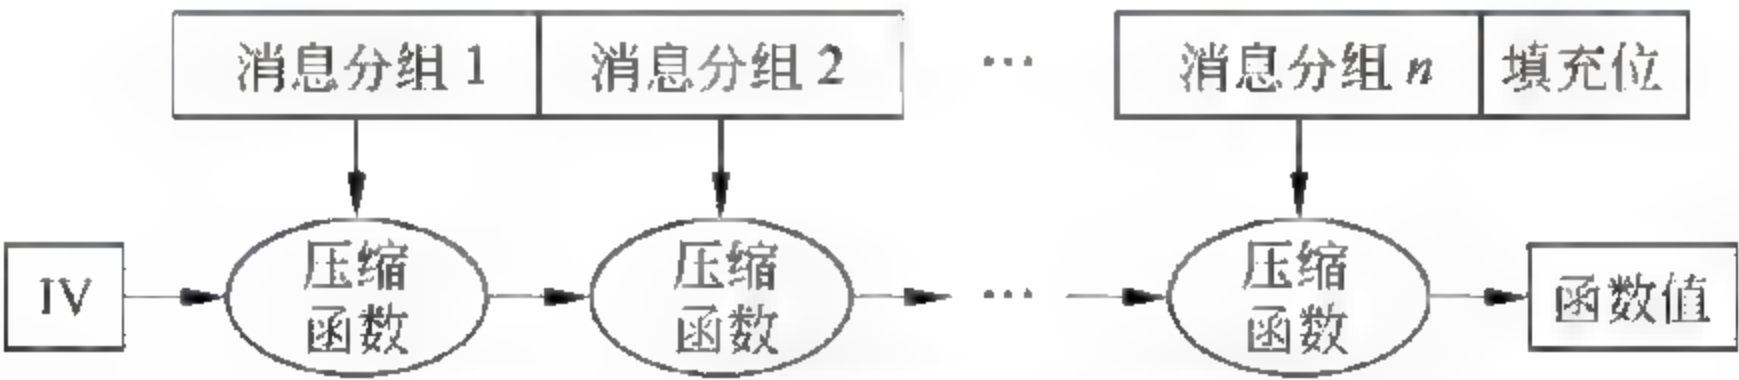 消息分组 1 消息分组 2 … 消息分组 n 填充位
IV 压缩函数 压缩函数 … 压缩函数 函数值